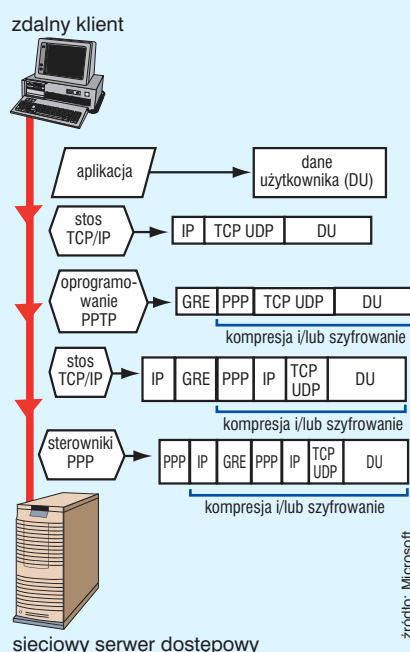 zdalny klient
aplikacja
dane
użytkownika (DU)
stos
TCP/IP
IP TCP UDP DU
oprogramo-
wanie
PPTP
GRE PPP TCP UDP DU
kompresja i/lub szyfrowanie
stos
TCP/IP
IP GRE PPP IP TCP UDP DU
kompresja i/lub szyfrowanie
sterowniki
PPP
PPP IP GRE PPP IP TCP UDP DU
kompresja i/lub szyfrowanie
źródło: Microsoft
sieciowy serwer dostępowy